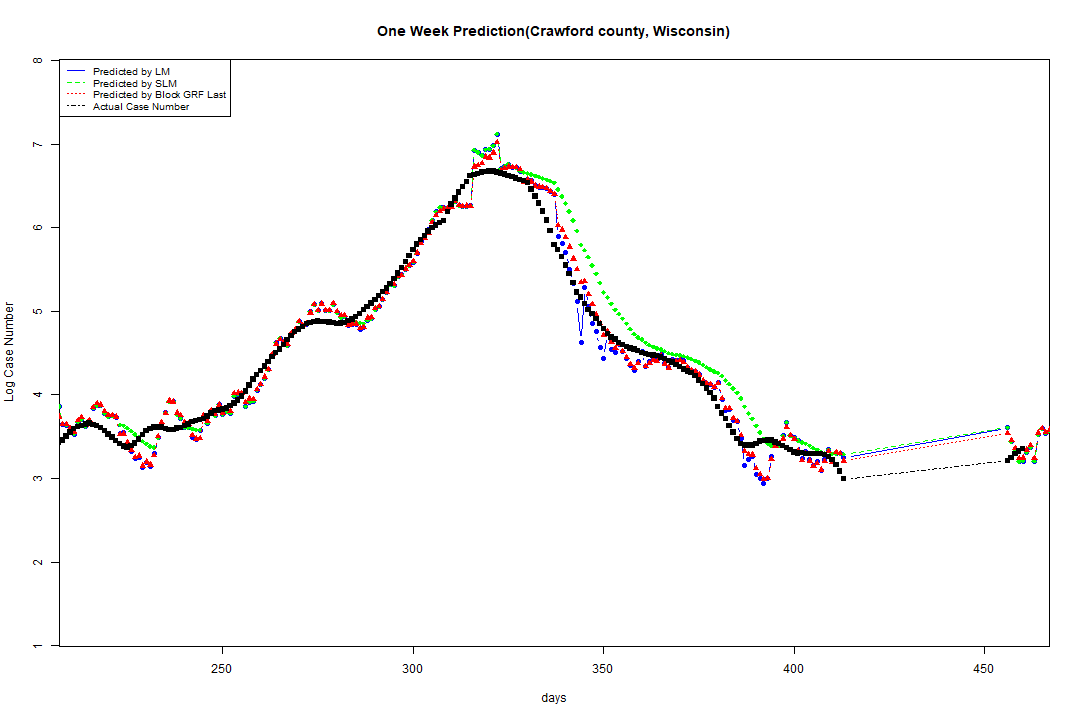 One Week Prediction(Crawford county, Wisconsin)
Predicted by LM
Predicted by SLM
Predicted by Block GRF Last
Actual Case Number
8
7
6
5
4
3
2
1
Log Case Number
250 300 350 400 450
days